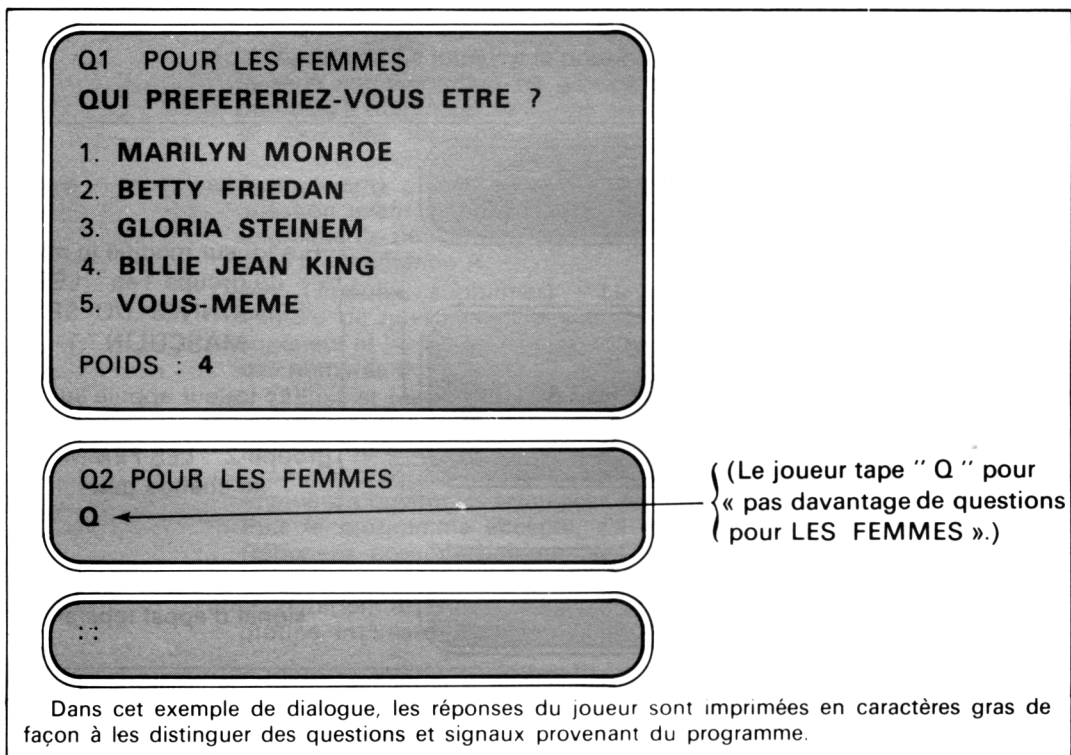 Q1 POUR LES FEMMES
QUI PREFERERIEZ-VOUS ETRE ?
1. MARILYN MONROE
2. BETTY FRIEDAN
3. GLORIA STEINEM
4. BILLIE JEAN KING
5. VOUS-MEME
POIDS : 4
Q2 POUR LES FEMMES
Q
(Le joueur tape " Q " pour
« pas davantage de questions
pour LES FEMMES ».)
: :
Dans cet exemple de dialogue, les réponses du joueur sont imprimées en caractères gras de
façon à les distinguer des questions et signaux provenant du programme.